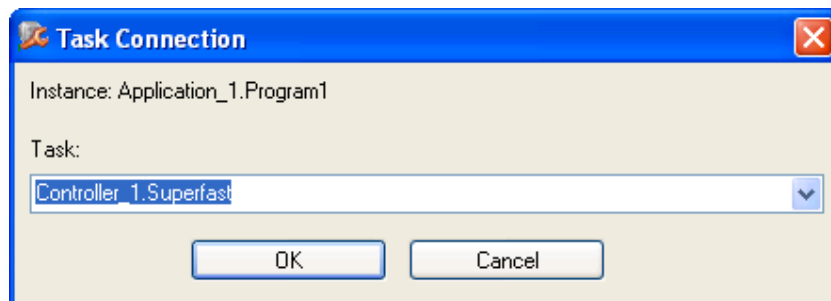 Task Connection
Instance: Application_1.Program1
Task:
Controller_1.Superfast
OK Cancel